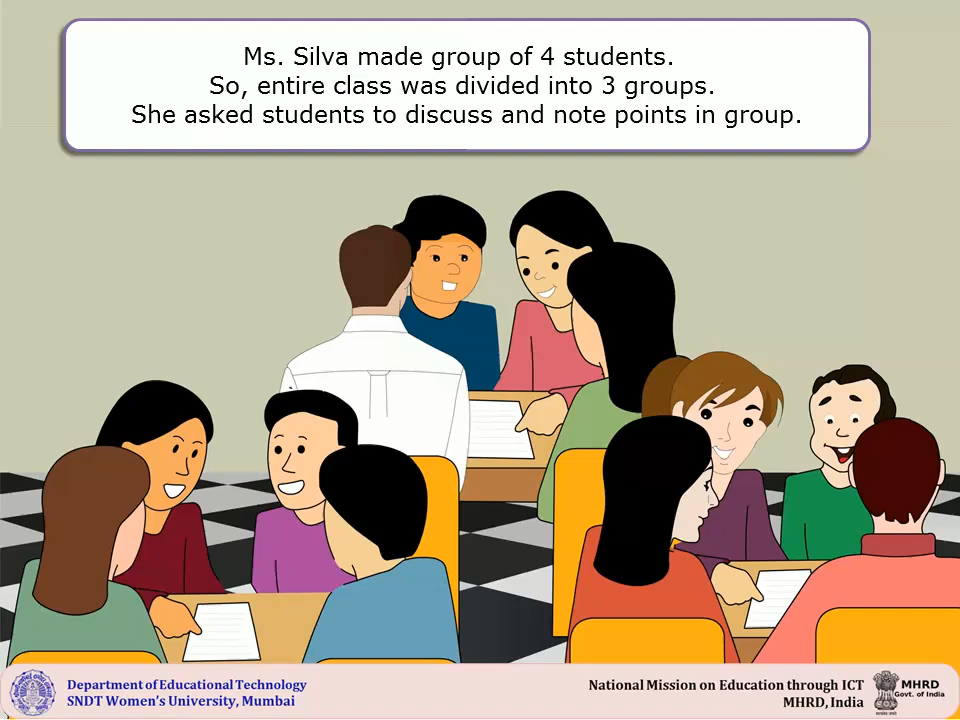 Ms. Silva made group of 4 students.
So, entire class was divided into 3 groups.
She asked students to discuss and note points in group.
Department of Educational Technology
SNDT Women's University, Mumbai
National Mission on Education through ICT
MHRD, India
MHRD
Govt. of India